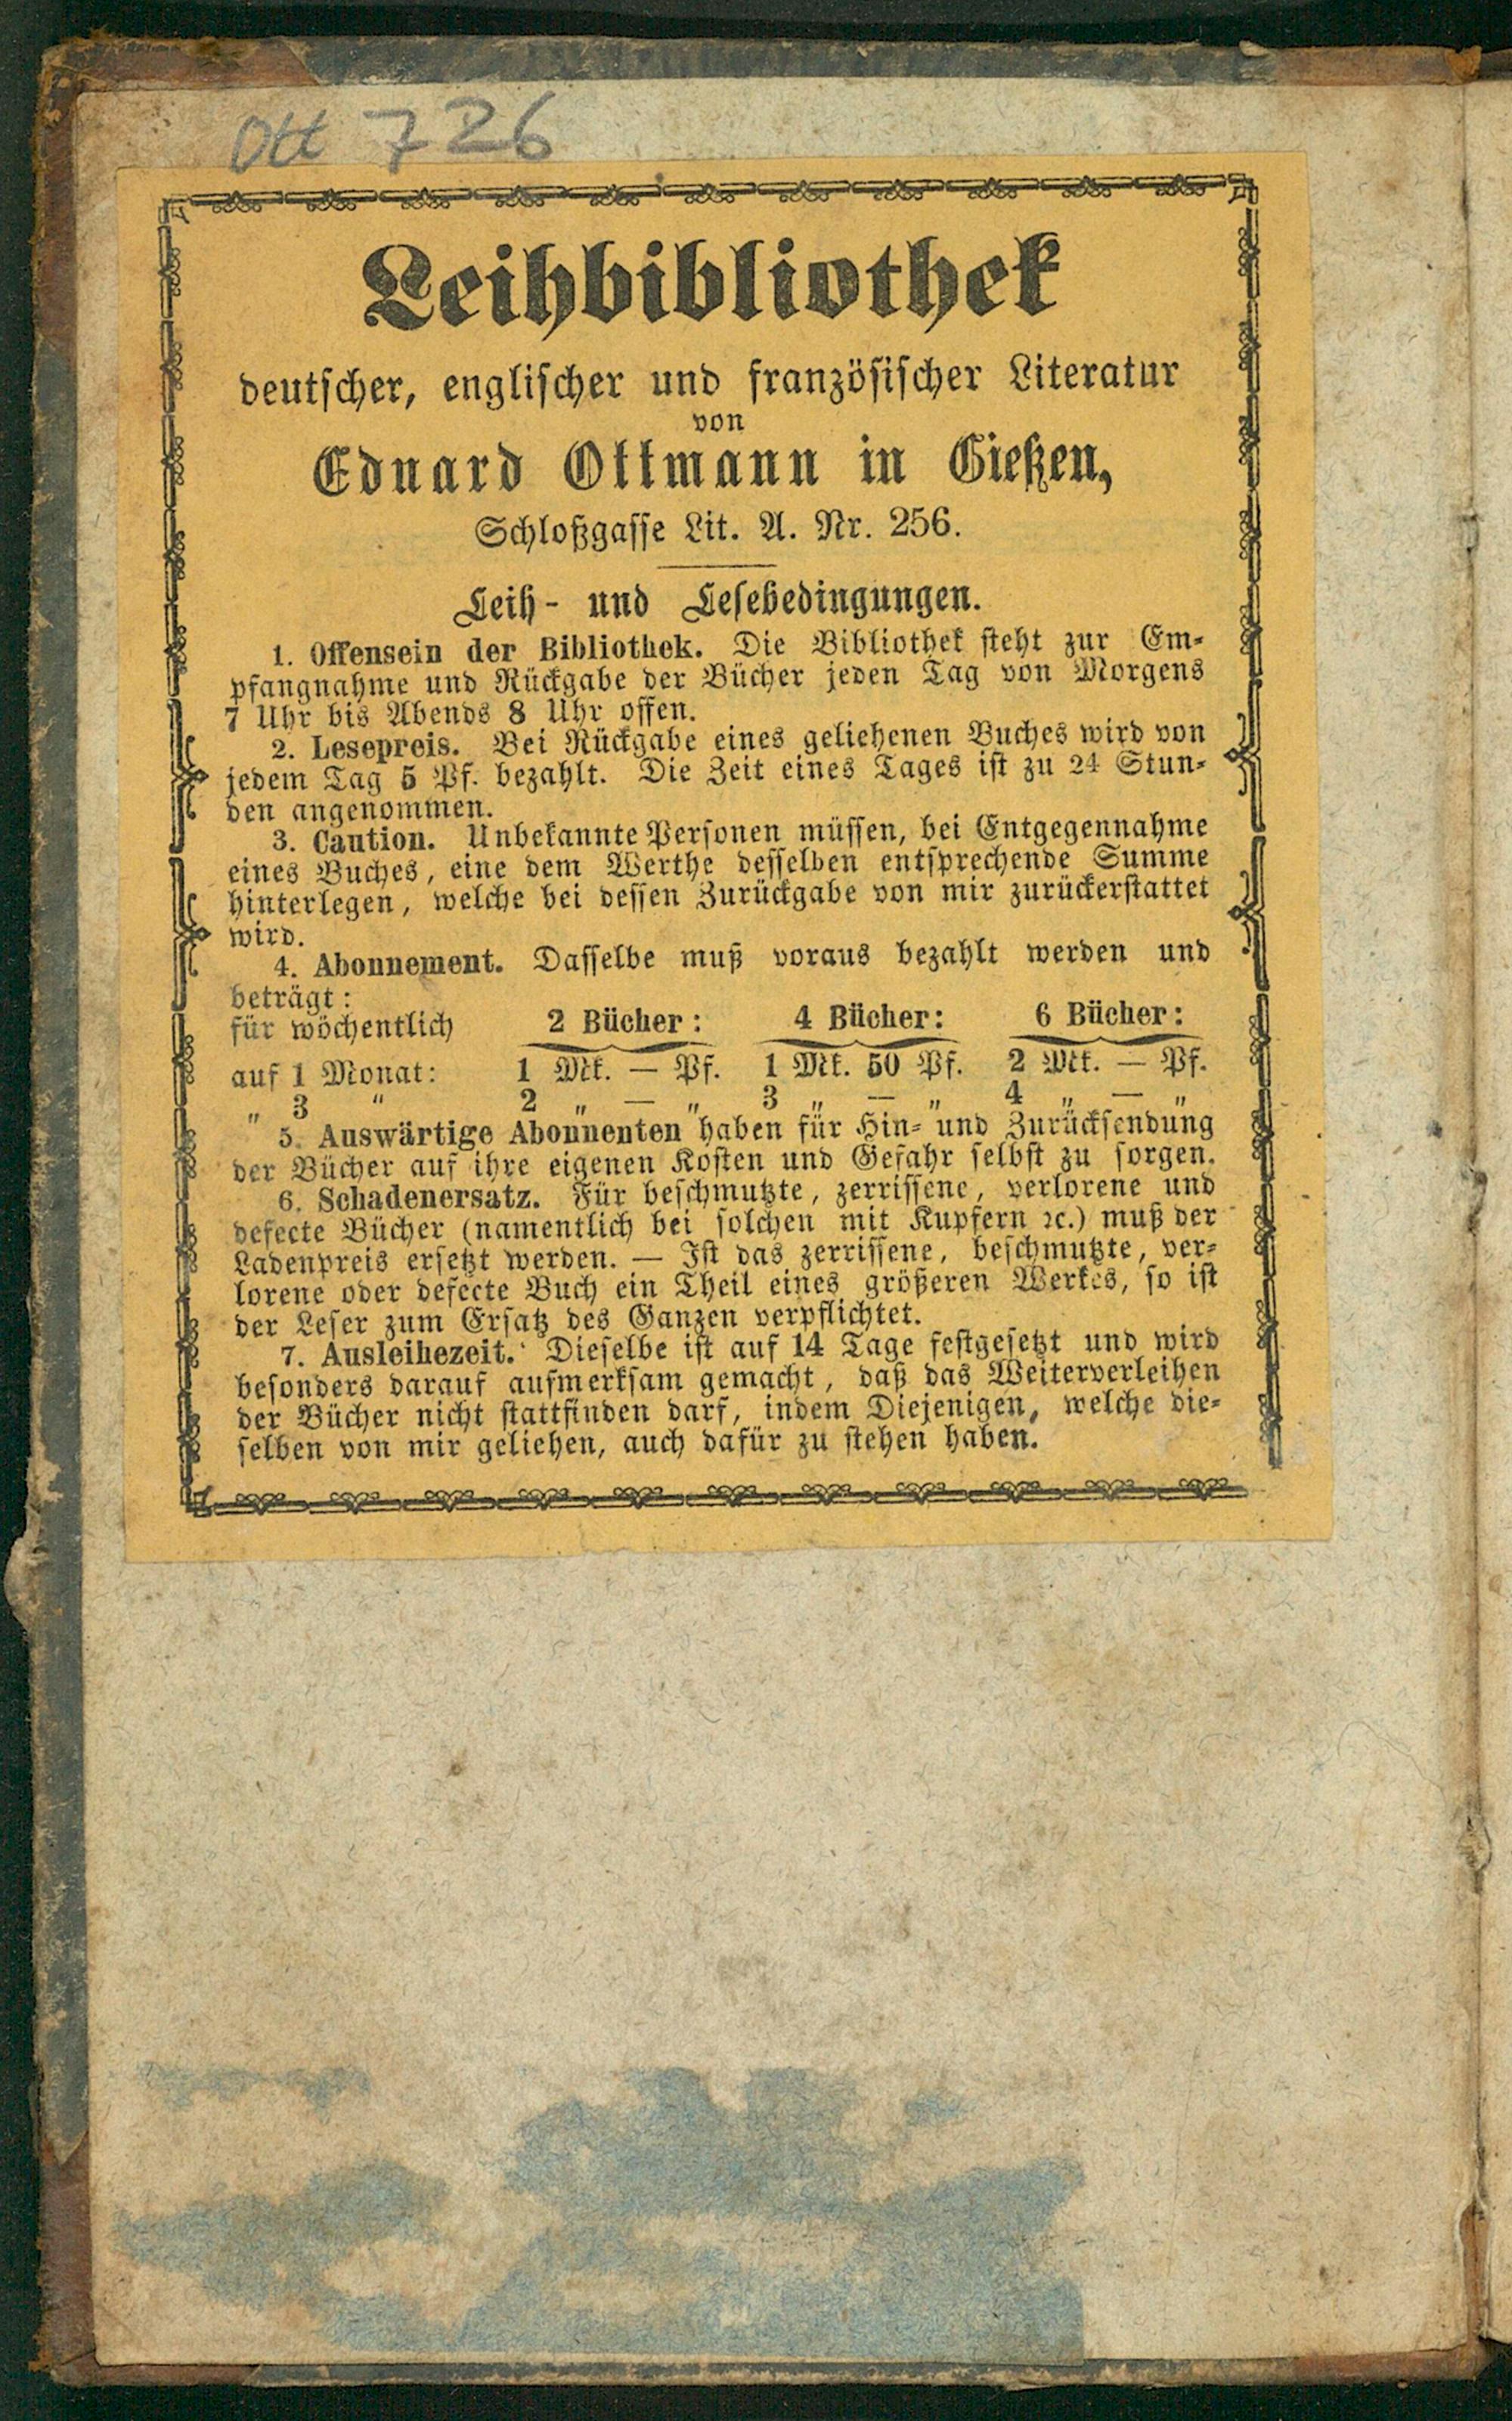 Ott 726
Leihbibliothek
deutscher, englischer und französischer Literatur
von
Eduard Ottmann in Gießen,
Schloßgasse Lit. A. Nr. 256.
Leih- und Lesebedingungen.
1. Offensein der Bibliothek. Die Bibliothek steht zur Em-
pfangnahme und Rückgabe der Bücher jeden Tag von Morgens
7 Uhr bis Abends 8 Uhr offen.
2. Lesepreis. Bei Rückgabe eines geliehenen Buches wird von
jedem Tag 5 Pf. bezahlt. Die Zeit eines Tages ist zu 24 Stun-
den angenommen.
3. Caution. Unbekannte Personen müssen, bei Entgegennahme
eines Buches, eine dem Werthe desselben entsprechende Summe
hinterlegen, welche bei dessen Zurückgabe von mir zurückerstattet
wird.
4. Abonnement. Dasselbe muß voraus bezahlt werden und
beträgt:
für wöchentlich 2 Bücher: 4 Bücher: 6 Bücher:
auf 1 Monat: 1 Mk. — Pf. 1 Mk. 50 Pf. 2 Mk. — Pf.
„ 3 „ 2 „ — „ 3 „ — „ 4 „ — „
5. Auswärtige Abonnenten haben für Hin- und Zurücksendung
der Bücher auf ihre eigenen Kosten und Gefahr selbst zu sorgen.
6. Schadenersatz. Für beschmutzte, zerrissene, verlorene und
defecte Bücher (namentlich bei solchen mit Kupfern ꝛc.) muß der
Ladenpreis ersetzt werden. — Ist das zerrissene, beschmutzte, ver-
lorene oder defecte Buch ein Theil eines größeren Werkes, so ist
der Leser zum Ersatz des Ganzen verpflichtet.
7. Ausleihezeit. Dieselbe ist auf 14 Tage festgesetzt und wird
besonders darauf aufmerksam gemacht, daß das Weiterverleihen
der Bücher nicht stattfinden darf, indem Diejenigen, welche die-
selben von mir geliehen, auch dafür zu stehen haben.